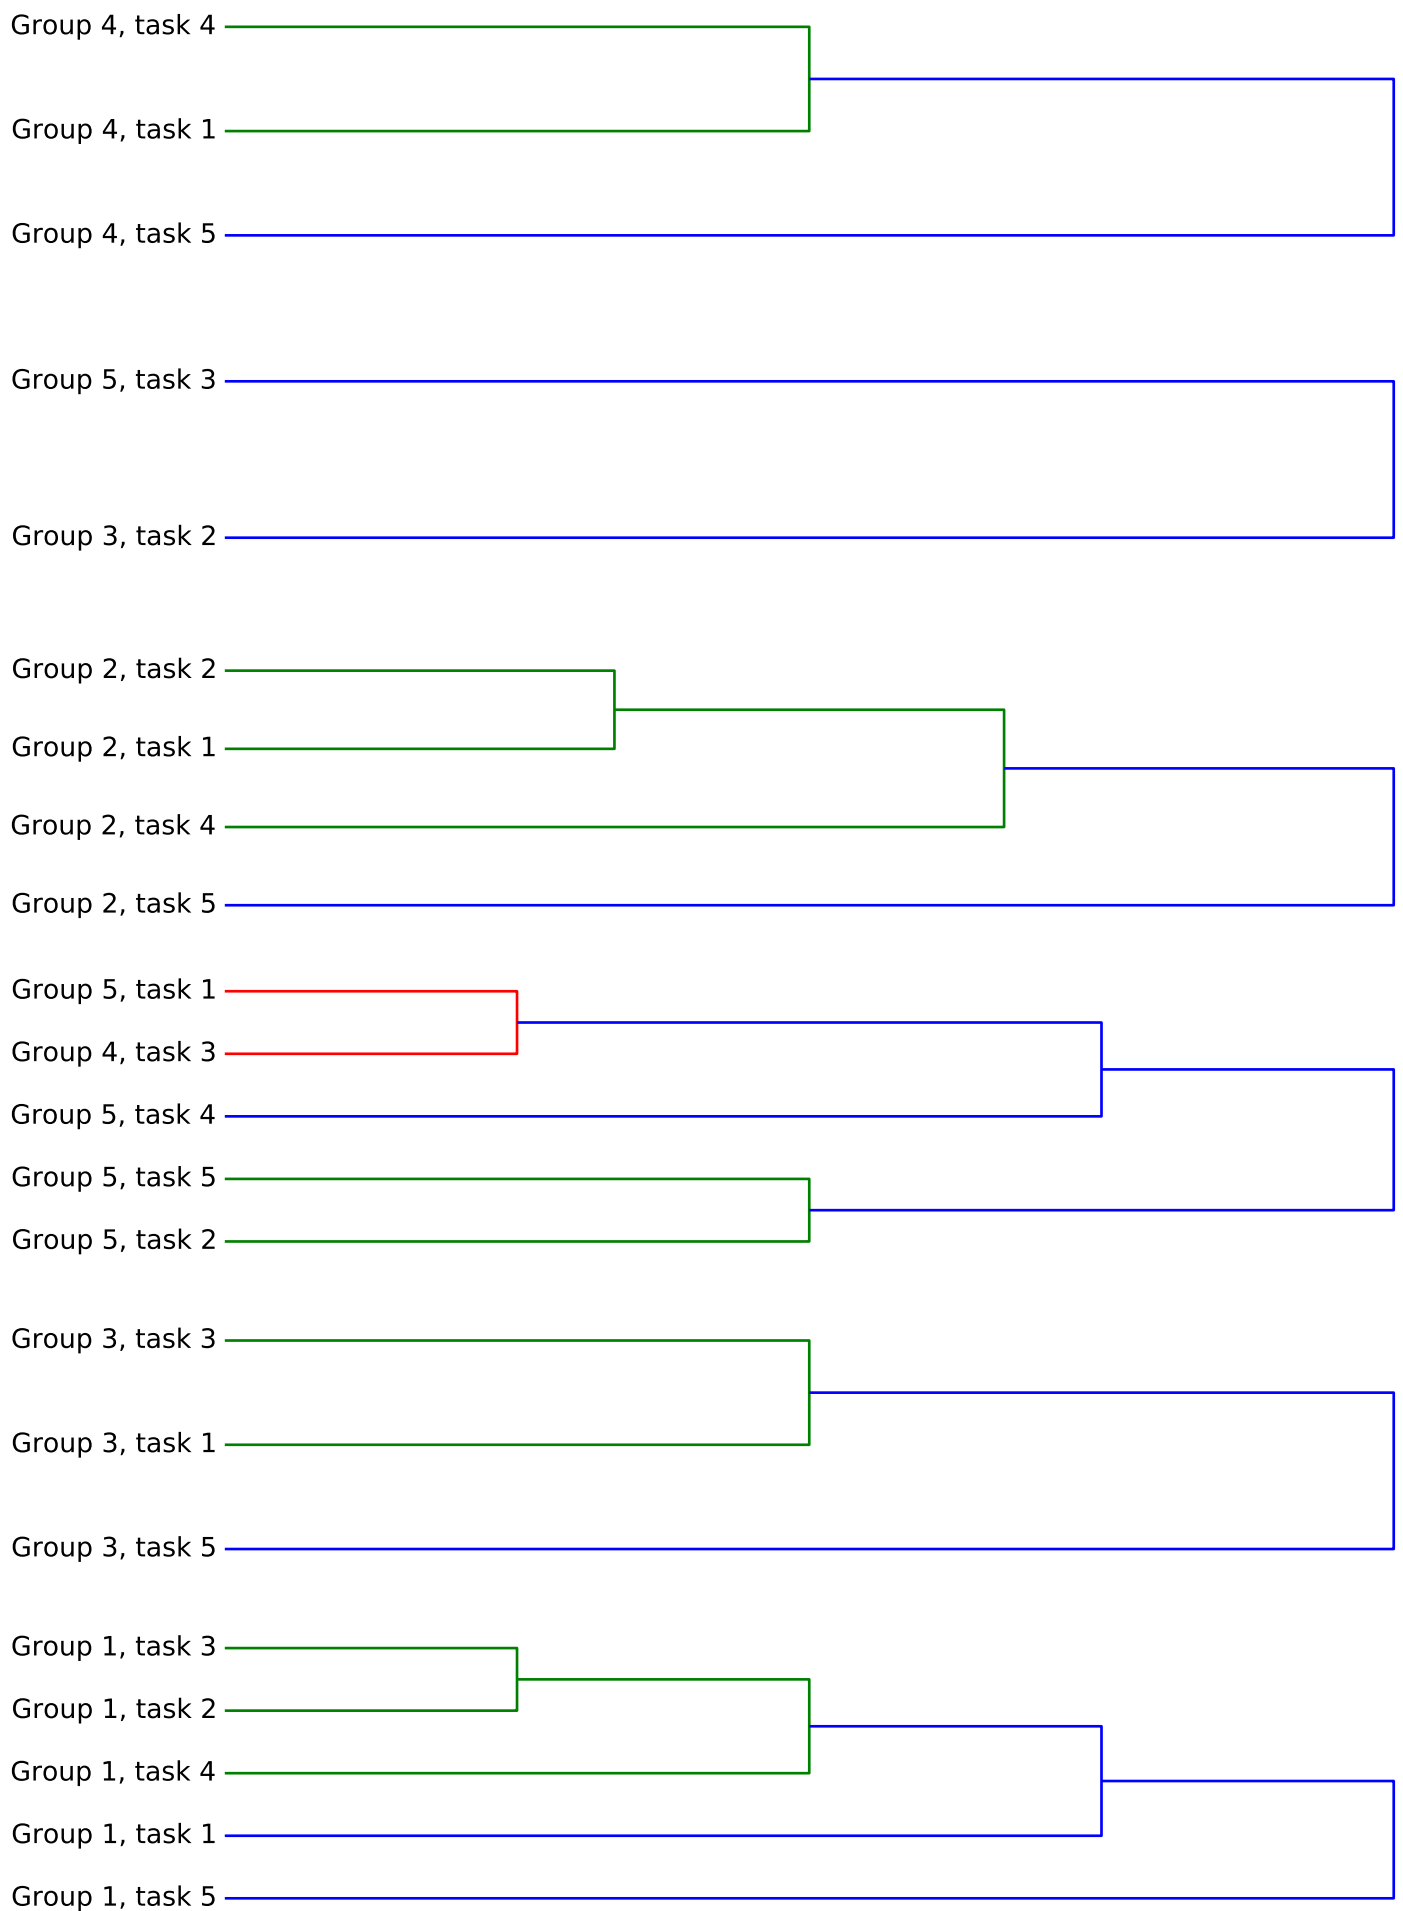 Group 4, task 4
Group 4, task 1
Group 4, task 5
Group 5, task 3
Group 3, task 2
Group 2, task 2
Group 2, task 1
Group 2, task 4
Group 2, task 5
Group 5, task 1
Group 4, task 3
Group 5, task 4
Group 5, task 5
Group 5, task 2
Group 3, task 3
Group 3, task 1
Group 3, task 5
Group 1, task 3
Group 1, task 2
Group 1, task 4
Group 1, task 1
Group 1, task 5